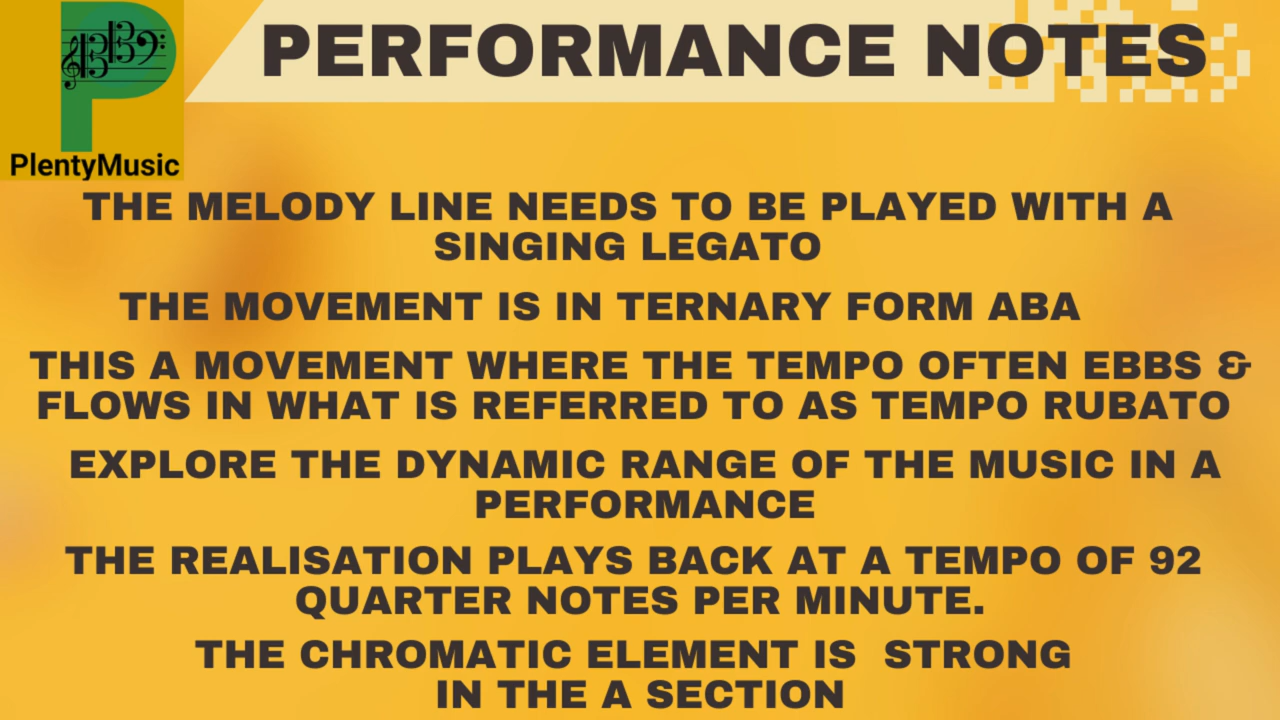 PERFORMANCE NOTES
PlentyMusic
THE MELODY LINE NEEDS TO BE PLAYED WITH A
SINGING LEGATO
THE MOVEMENT IS IN TERNARY FORM ABA
THIS A MOVEMENT WHERE THE TEMPO OFTEN EBBS &
FLOWS IN WHAT IS REFERRED TO AS TEMPO RUBATO
EXPLORE THE DYNAMIC RANGE OF THE MUSIC IN A
PERFORMANCE
THE REALISATION PLAYS BACK AT A TEMPO OF 92
QUARTER NOTES PER MINUTE.
THE CHROMATIC ELEMENT IS  STRONG
IN THE A SECTION